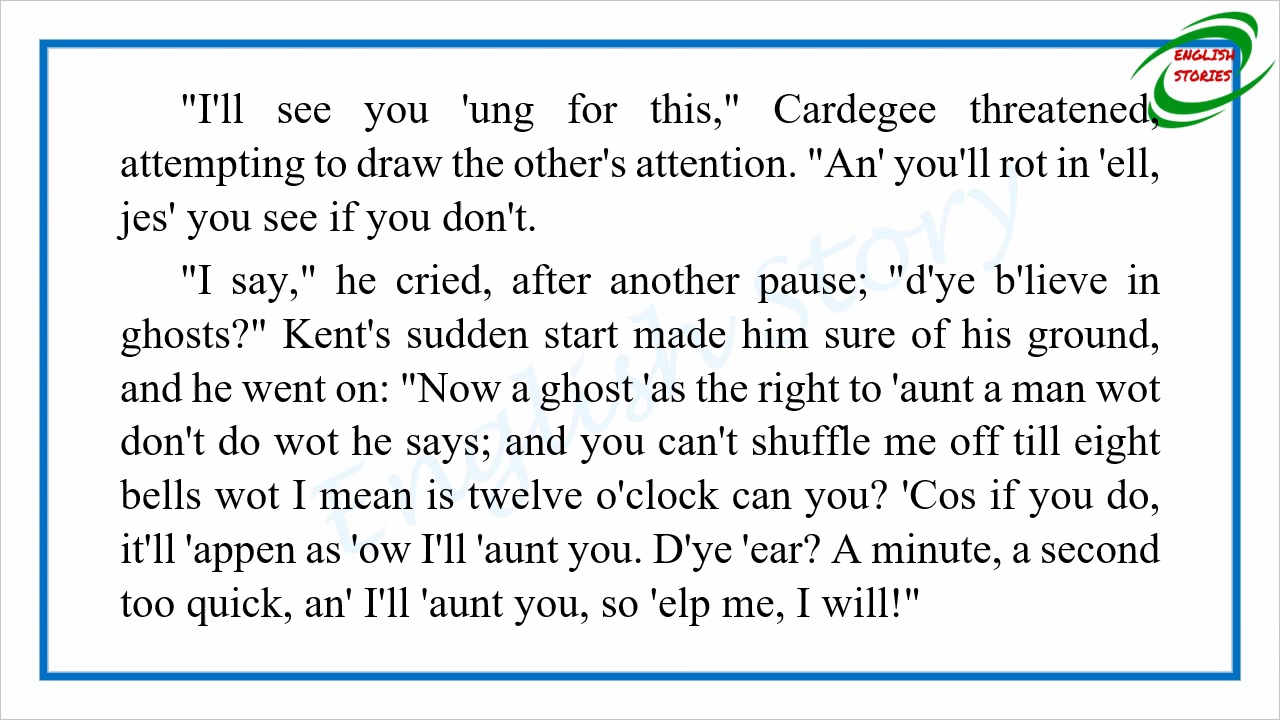 ENGLISH
STORIES
"I'll see you 'ung for this," Cardegee threatened,
attempting to draw the other's attention. "An' you'll rot in 'ell,
jes' you see if you don't.
"I say," he cried, after another pause; "d'ye b'lieve in
ghosts?" Kent's sudden start made him sure of his ground,
and he went on: "Now a ghost 'as the right to 'aunt a man wot
don't do wot he says; and you can't shuffle me off till eight
bells wot I mean is twelve o'clock can you? 'Cos if you do,
it'll 'appen as 'ow I'll 'aunt you. D'ye 'ear? A minute, a second
too quick, an' I'll 'aunt you, so 'elp me, I will!"
English Story